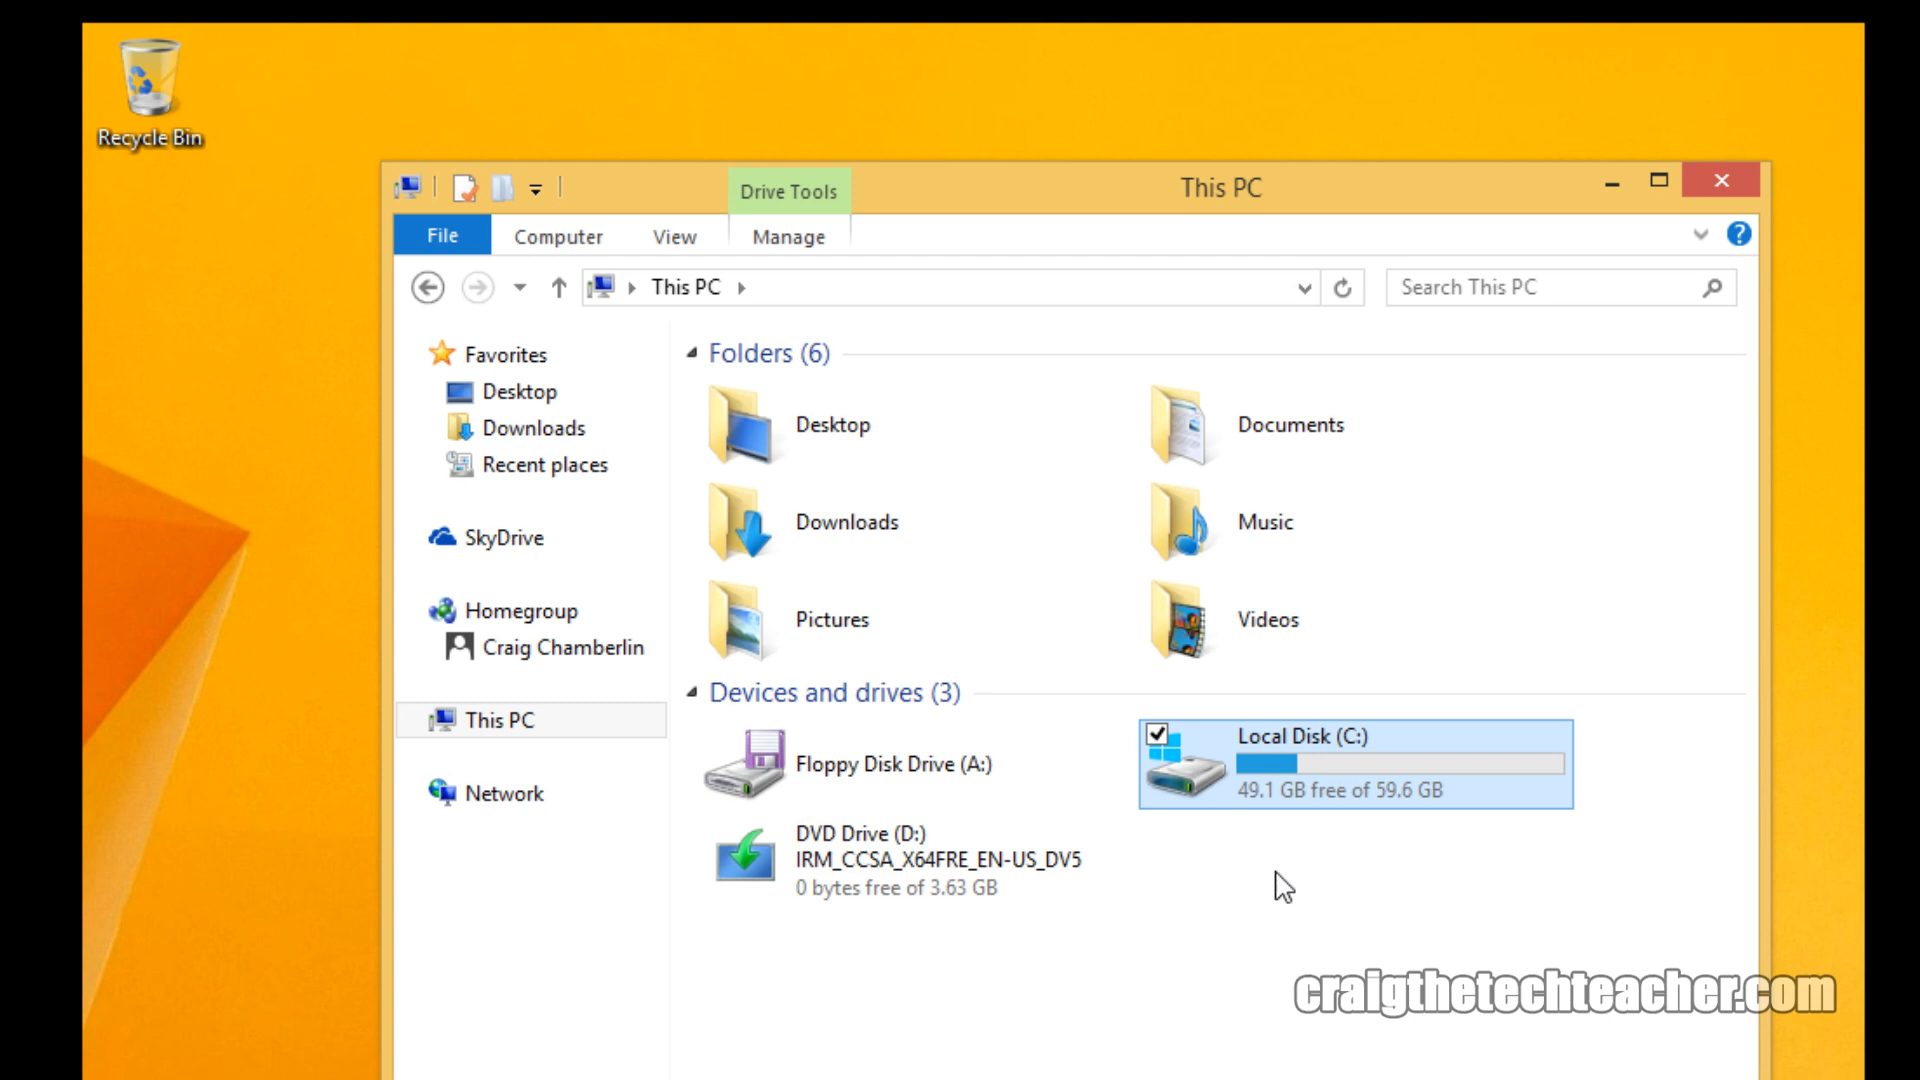 Recycle Bin
Drive Tools
This PC
File
Computer
View
Manage
This PC
Search This PC
Favorites
Desktop
Downloads
Recent places
SkyDrive
Homegroup
Craig Chamberlin
This PC
Network
Folders (6)
Desktop
Documents
Downloads
Music
Pictures
Videos
Devices and drives (3)
Floppy Disk Drive (A:)
Local Disk (C:)
49.1 GB free of 59.6 GB
DVD Drive (D:)
IRM_CCSA_X64FRE_EN-US_DV5
0 bytes free of 3.63 GB
craigthetechteacher.com